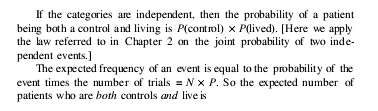 If the categories are independent, then the probability of a patient
being both a control and living is P(control) × P(lived). [Here we apply
the law referred to in Chapter 2 on the joint probability of two inde-
pendent events.]
The expected frequency of an event is equal to the probability of the
event times the number of trials = N × P. So the expected number of
patients who are both controls and live is